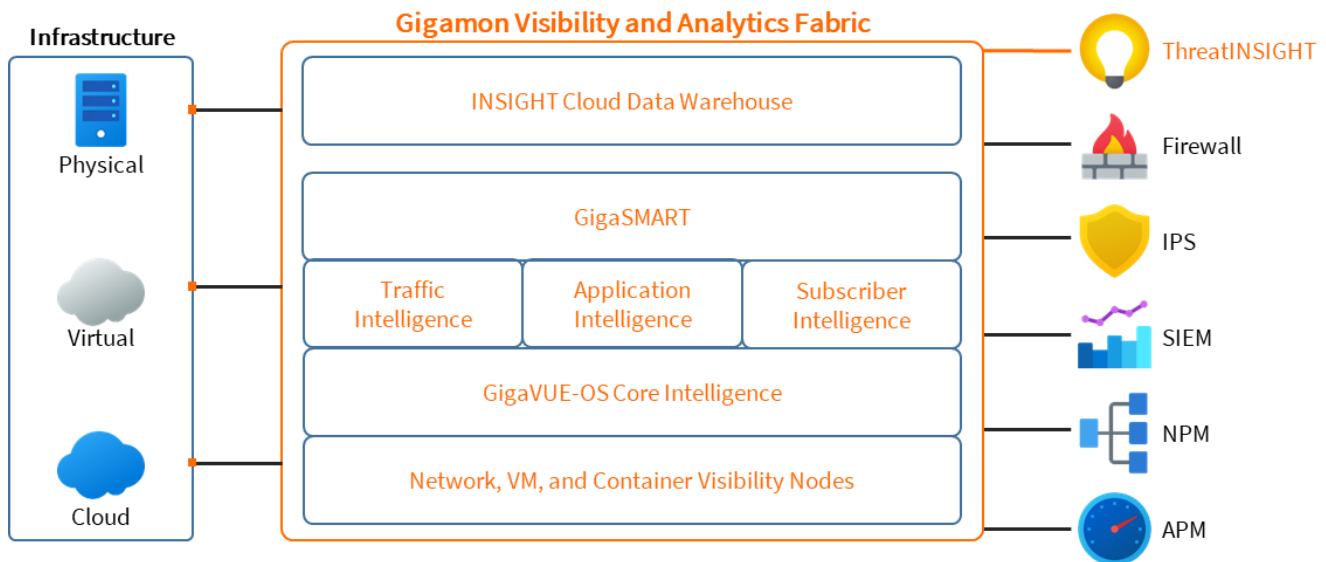 Gigamon Visibility and Analytics Fabric
Infrastructure
Physical
Virtual
Cloud
INSIGHT Cloud Data Warehouse
GigaSMART
Traffic
Intelligence
Application
Intelligence
Subscriber
Intelligence
GigaVUE-OS Core Intelligence
Network, VM, and Container Visibility Nodes
ThreatINSIGHT
Firewall
IPS
SIEM
NPM
APM